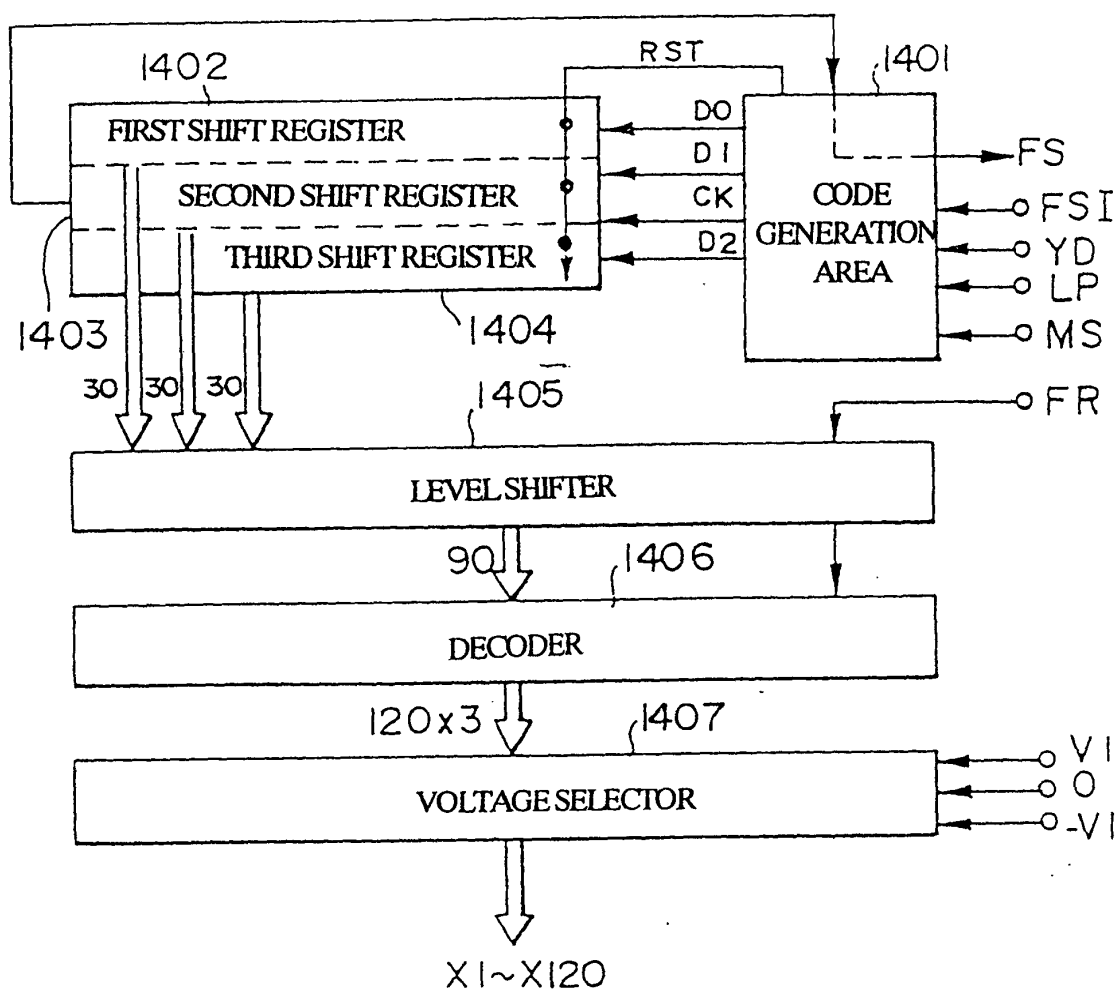 RST
1402
1401
FIRST SHIFT REGISTER
D0
D1
FS
SECOND SHIFT REGISTER
CK
CODE
GENERATION
AREA
FSI
THIRD SHIFT REGISTER
D2
YD
LP
1403
1404
MS
30
30
30
1405
FR
LEVEL SHIFTER
90
1406
DECODER
120x3
1407
V1
0
-V1
VOLTAGE SELECTOR
X1~X120